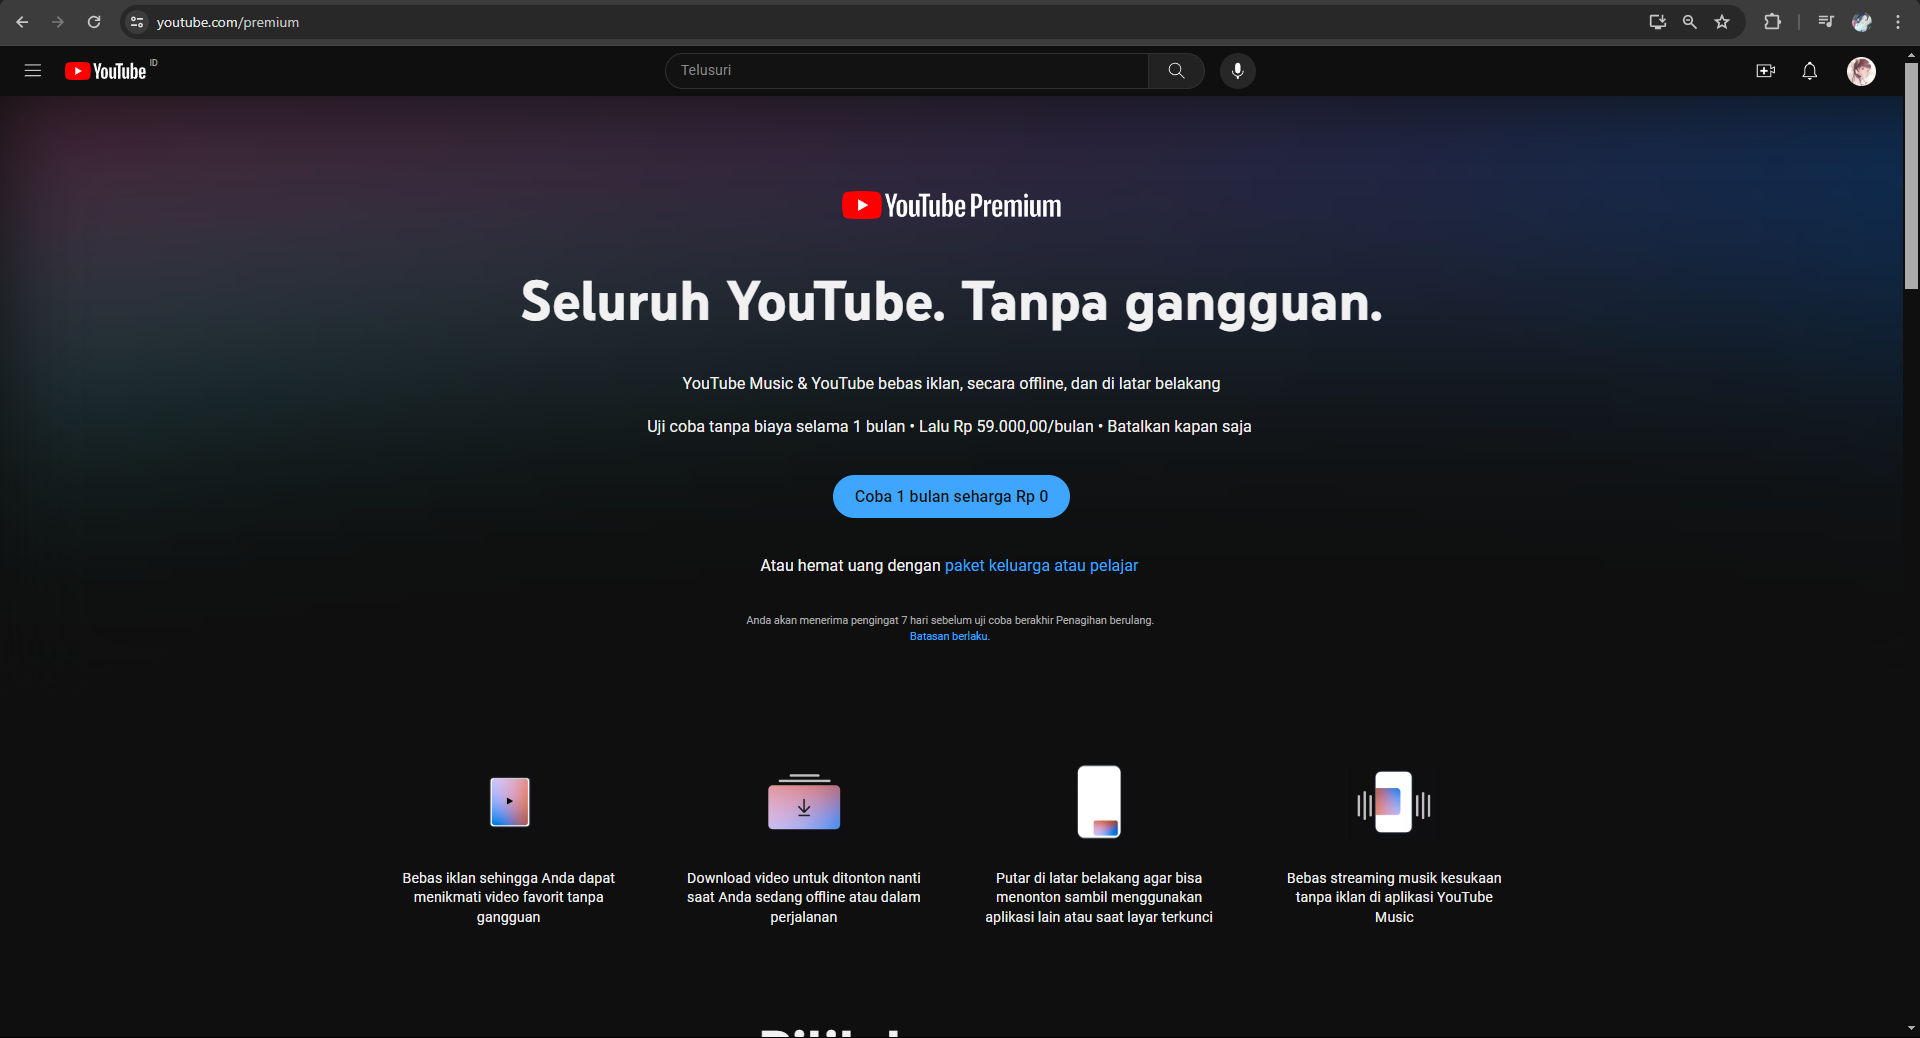 youtube.com/premium
YouTube ID
Telusuri
YouTube Premium
Seluruh YouTube. Tanpa gangguan.
YouTube Music & YouTube bebas iklan, secara offline, dan di latar belakang
Uji coba tanpa biaya selama 1 bulan • Lalu Rp 59.000,00/bulan • Batalkan kapan saja
Coba 1 bulan seharga Rp 0
Atau hemat uang dengan paket keluarga atau pelajar
Anda akan menerima pengingat 7 hari sebelum uji coba berakhir Penagihan berulang.
Batasan berlaku.
Bebas iklan sehingga Anda dapat
menikmati video favorit tanpa
gangguan
Download video untuk ditonton nanti
saat Anda sedang offline atau dalam
perjalanan
Putar di latar belakang agar bisa
menonton sambil menggunakan
aplikasi lain atau saat layar terkunci
Bebas streaming musik kesukaan
tanpa iklan di aplikasi YouTube
Music